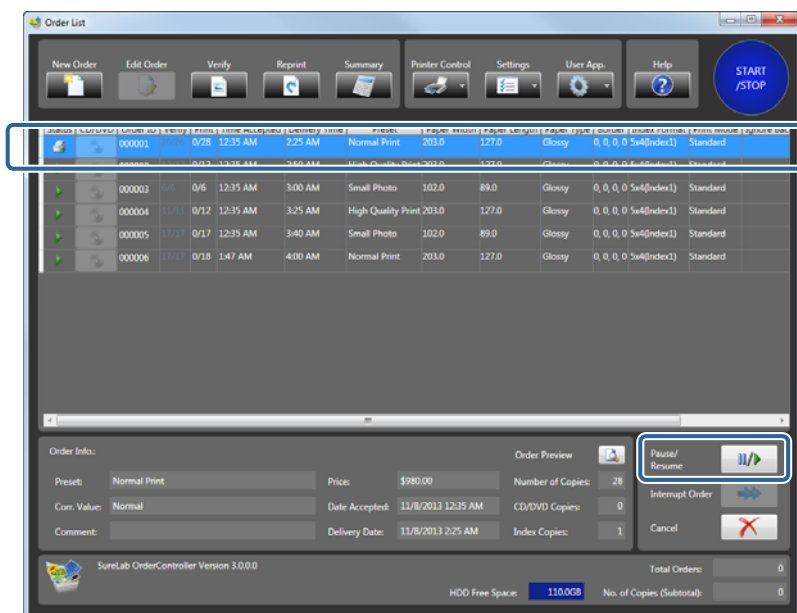 Order List
New Order Edit Order Verify Reprint Summary Printer Control Settings User App. Help START
/STOP
Status CD/DVD Order ID Verify Print Time Accepted Delivery Time Preset Paper Width Paper Length Paper Type Border Index Format Print Mode Ignore Bac
000001 0/28 12:35 AM 2:25 AM Normal Print 203.0 127.0 Glossy 0, 0, 0, 0 5x4(Index1) Standard
000003 6/6 0/6 12:35 AM 3:00 AM Small Photo 102.0 89.0 Glossy 0, 0, 0, 0 5x4(Index1) Standard
000004 0/12 12:35 AM 3:25 AM High Quality Print 203.0 127.0 Glossy 0, 0, 0, 0 5x4(Index1) Standard
000005 17/17 0/17 12:35 AM 3:40 AM Small Photo 102.0 89.0 Glossy 0, 0, 0, 0 5x4(Index1) Standard
000006 0/18 1:47 AM 4:00 AM Normal Print 203.0 127.0 Glossy 0, 0, 0, 0 5x4(Index1) Standard
Order Info.: Order Preview Pause/
Resume
Preset: Normal Print Price: $980.00 Number of Copies: 28
Interrupt Order
Corr. Value: Normal Date Accepted: 11/8/2013 12:35 AM CD/DVD Copies: 0
Comment: Delivery Date: 11/8/2013 2:25 AM Index Copies: 1 Cancel
SureLab OrderController Version 3.0.0.0 Total Orders: 0
HDD Free Space: 110.0GB No. of Copies (Subtotal): 0